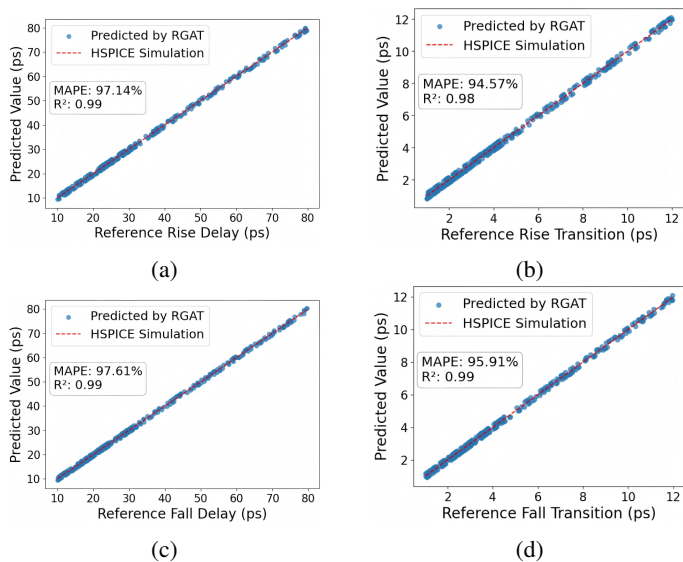 80
70
60
50
40
30
20
10
Predicted Value (ps)
Predicted by RGAT
HSPICE Simulation
MAPE: 97.14%
R²: 0.99
10 20 30 40 50 60 70 80
Reference Rise Delay (ps)
(a)
12
10
8
6
4
2
Predicted Value (ps)
Predicted by RGAT
HSPICE Simulation
MAPE: 94.57%
R²: 0.98
2 4 6 8 10 12
Reference Rise Transition (ps)
(b)
80
70
60
50
40
30
20
10
Predicted Value (ps)
Predicted by RGAT
HSPICE Simulation
MAPE: 97.61%
R²: 0.99
10 20 30 40 50 60 70 80
Reference Fall Delay (ps)
(c)
12
10
8
6
4
2
Predicted Value (ps)
Predicted by RGAT
HSPICE Simulation
MAPE: 95.91%
R²: 0.99
2 4 6 8 10 12
Reference Fall Transition (ps)
(d)